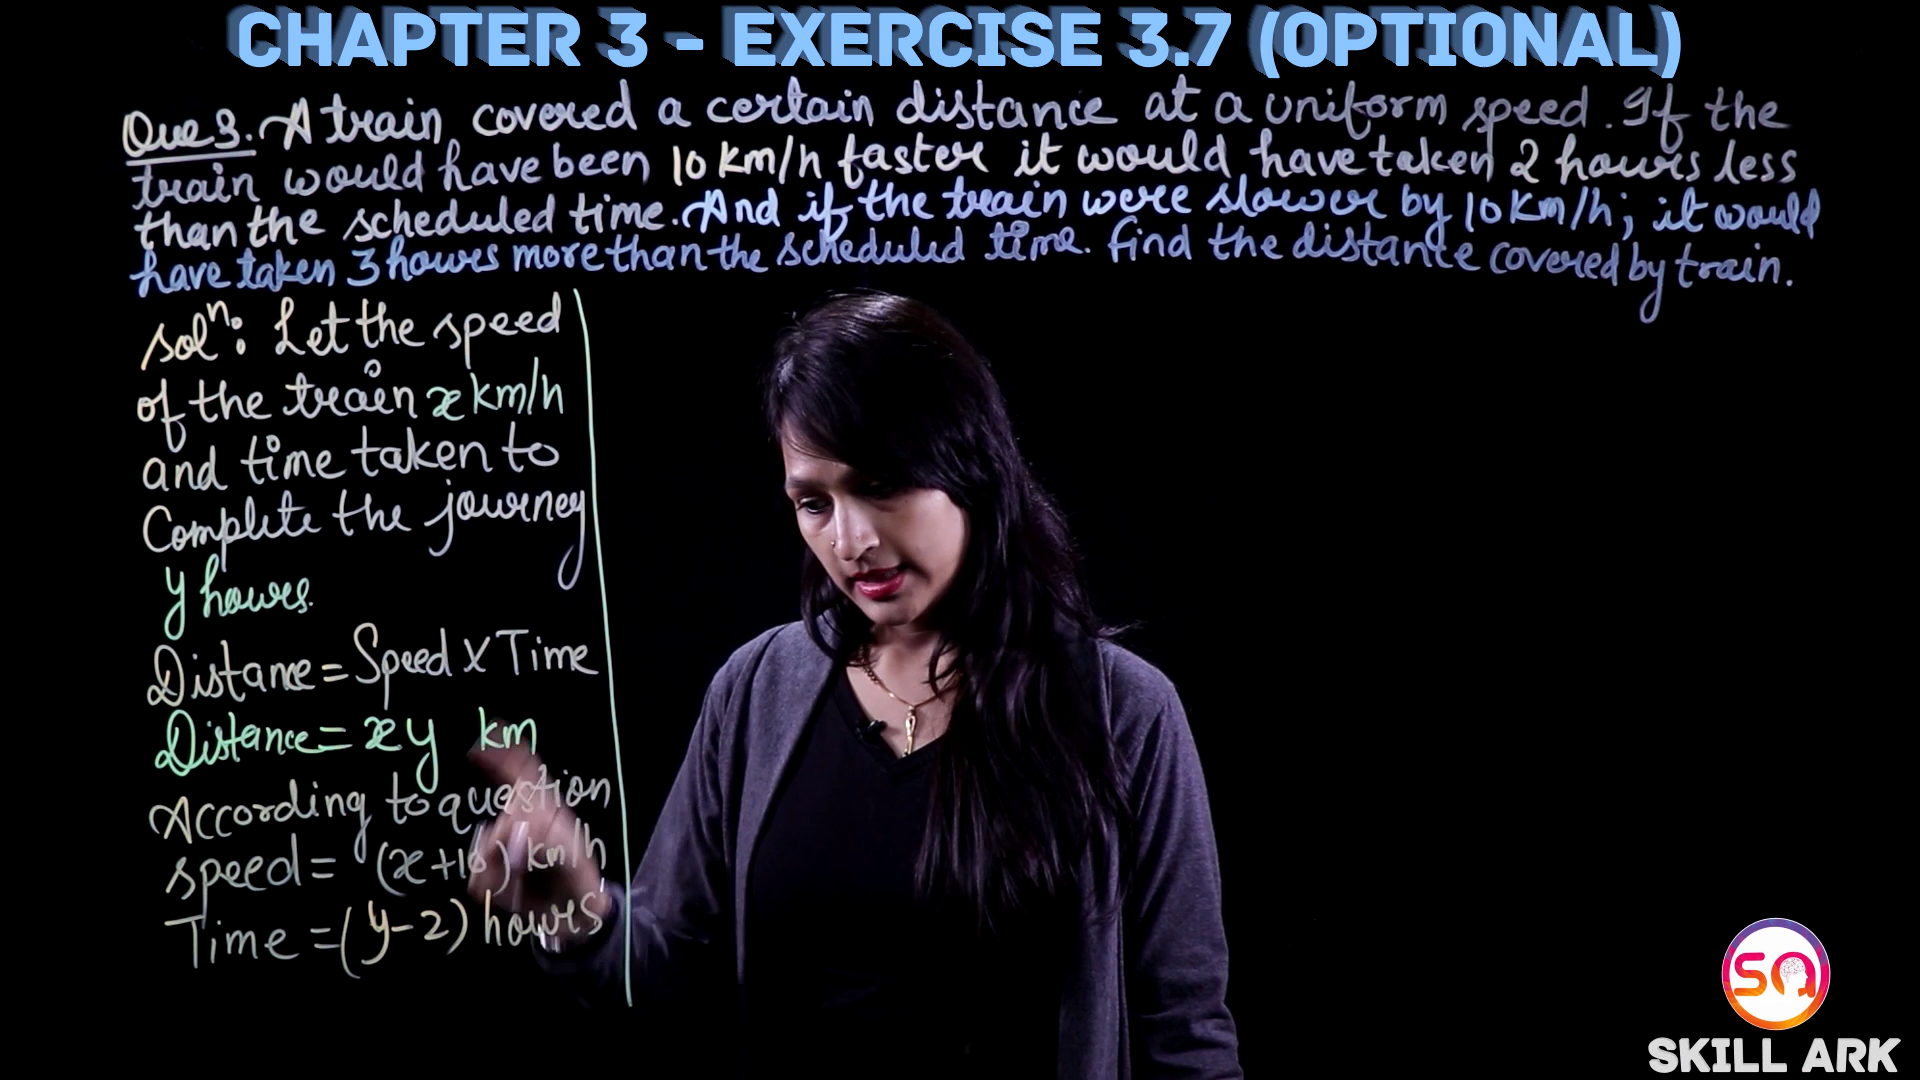 CHAPTER 3 - EXERCISE 3.7 (OPTIONAL)
Que 3. A train covered a certain distance at a uniform speed. If the
train would have been 10 km/h faster it would have taken 2 hours less
than the scheduled time. And if the train were slower by 10 km/h; it would
have taken 3 hours more than the scheduled time. Find the distance covered by train.
solⁿ: Let the speed
of the train x km/h
and time taken to
Complete the journey
y hours.
Distance = Speed X Time
Distance = xy km
According to question
speed = (x+10) km/h
Time = (y-2) hours
SA
SKILL ARK